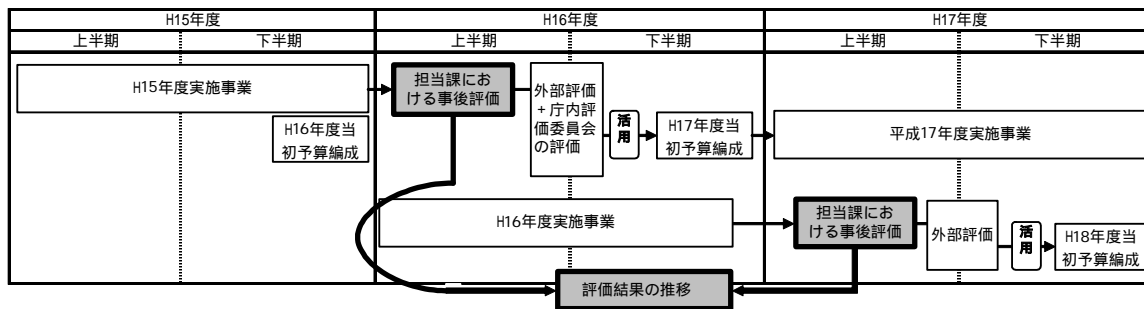 H15年度
H16年度
H17年度
上半期
下半期
上半期
下半期
上半期
下半期
H15年度実施事業
担当課にお
ける事後評価
外部評価
+庁内評
価委員会
の評価
活用
H16年度当
初予算編成
H17年度当
初予算編成
平成17年度実施事業
H16年度実施事業
担当課にお
ける事後評価
外部評価
活用
H18年度当
初予算編成
評価結果の推移